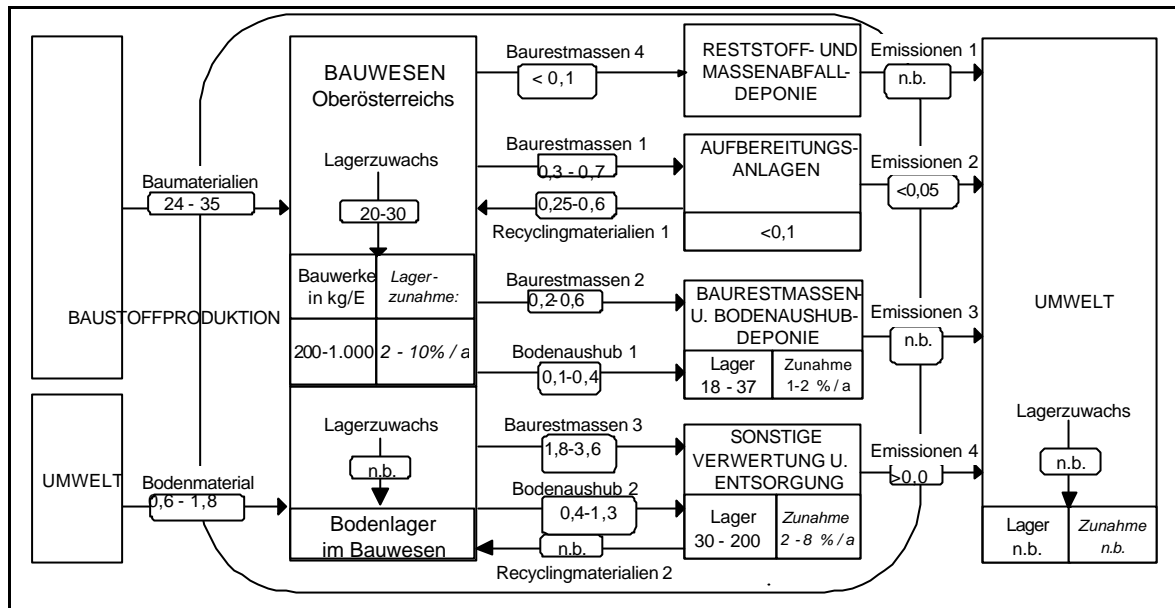 BAUSTOFFPRODUKTION
UMWELT
Baumaterialien
24 - 35
Bodenmaterial
0,6 - 1,8
BAUWESEN
Oberösterreichs
Lagerzuwachs
20-30
Bauwerke
in kg/E
Lager-
zunahme:
200-1.000
2 - 10% / a
Lagerzuwachs
n.b.
Bodenlager
im Bauwesen
Baurestmassen 4
< 0,1
Baurestmassen 1
0,3 - 0,7
0,25-0,6
Recyclingmaterialien 1
Baurestmassen 2
0,2-0,6
Bodenaushub 1
0,1-0,4
Baurestmassen 3
1,8-3,6
Bodenaushub 2
0,4-1,3
n.b.
Recyclingmaterialien 2
RESTSTOFF- UND
MASSENABFALL-
DEPONIE
AUFBEREITUNGS-
ANLAGEN
<0,1
BAURESTMASSEN-
U. BODENAUSHUB-
DEPONIE
Lager
18 - 37
Zunahme
1-2 % / a
SONSTIGE
VERWERTUNG U.
ENTSORGUNG
Lager
30 - 200
Zunahme
2 - 8 % / a
Emissionen 1
n.b.
Emissionen 2
<0,05
Emissionen 3
n.b.
Emissionen 4
>0,0
UMWELT
Lagerzuwachs
n.b.
Lager
n.b.
Zunahme
n.b.